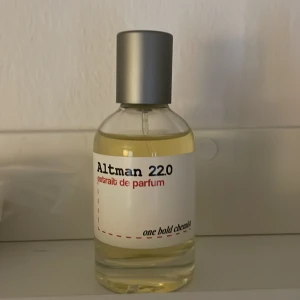 Altman 22.0
extrait de parfum
one bold